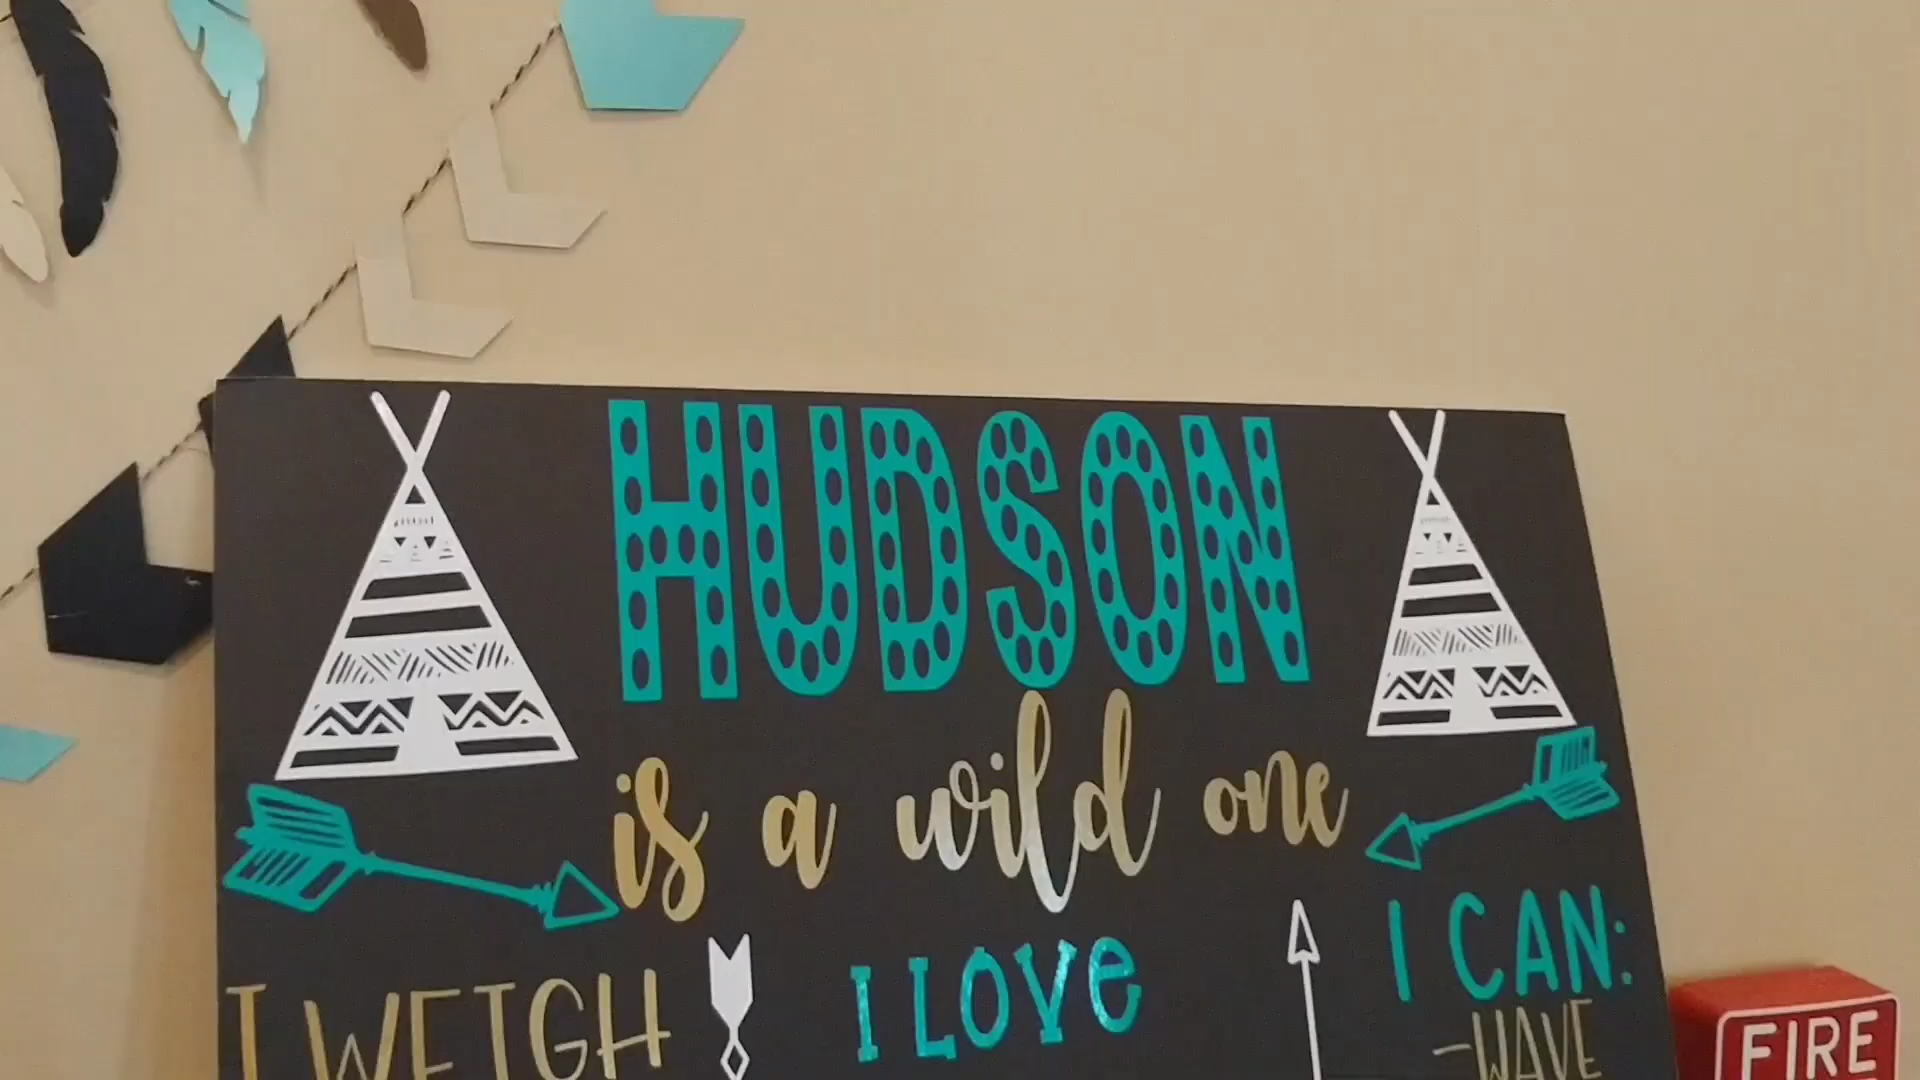 HUDSON
is a wild one
I WEIGH
I LOVE
I CAN:
-WAVE
FIRE